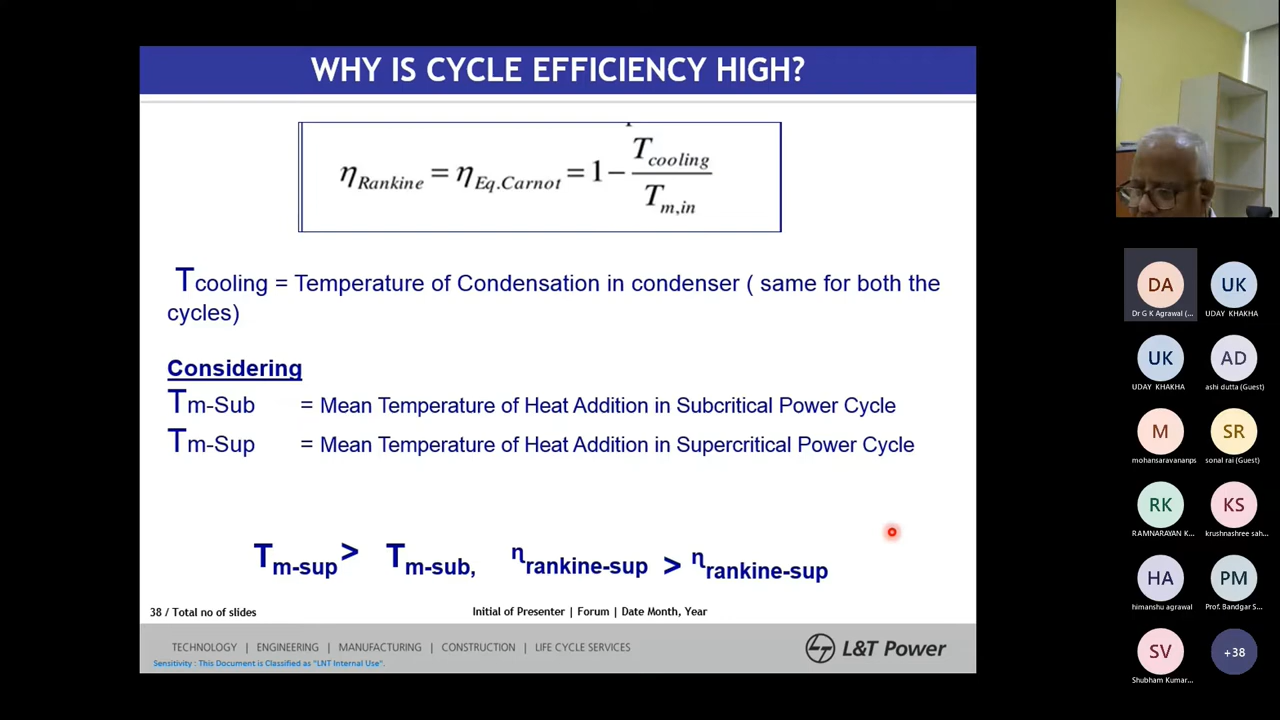 WHY IS CYCLE EFFICIENCY HIGH?
ηRankine = ηEq.Carnot = 1 − Tcooling / Tm,in
Tcooling = Temperature of Condensation in condenser ( same for both the
cycles)
Considering
Tm-Sub = Mean Temperature of Heat Addition in Subcritical Power Cycle
Tm-Sup = Mean Temperature of Heat Addition in Supercritical Power Cycle
Tm-sup > Tm-sub, ηrankine-sup > ηrankine-sup
38 / Total no of slides Initial of Presenter | Forum | Date Month, Year
TECHNOLOGY | ENGINEERING | MANUFACTURING | CONSTRUCTION | LIFE CYCLE SERVICES
L&T Power
Sensitivity : This Document is Classified as "LNT Internal Use".
DA UK
Dr G K Agrawal (... UDAY KHAKHA
UK AD
UDAY KHAKHA ashi dutta (Guest)
M SR
mohansaravananps sonal rai (Guest)
RK KS
RAMNARAYAN K... krushnashree sah...
HA PM
himanshu agrawal Prof. Bandgar S...
SV +38
Shubham Kumar...